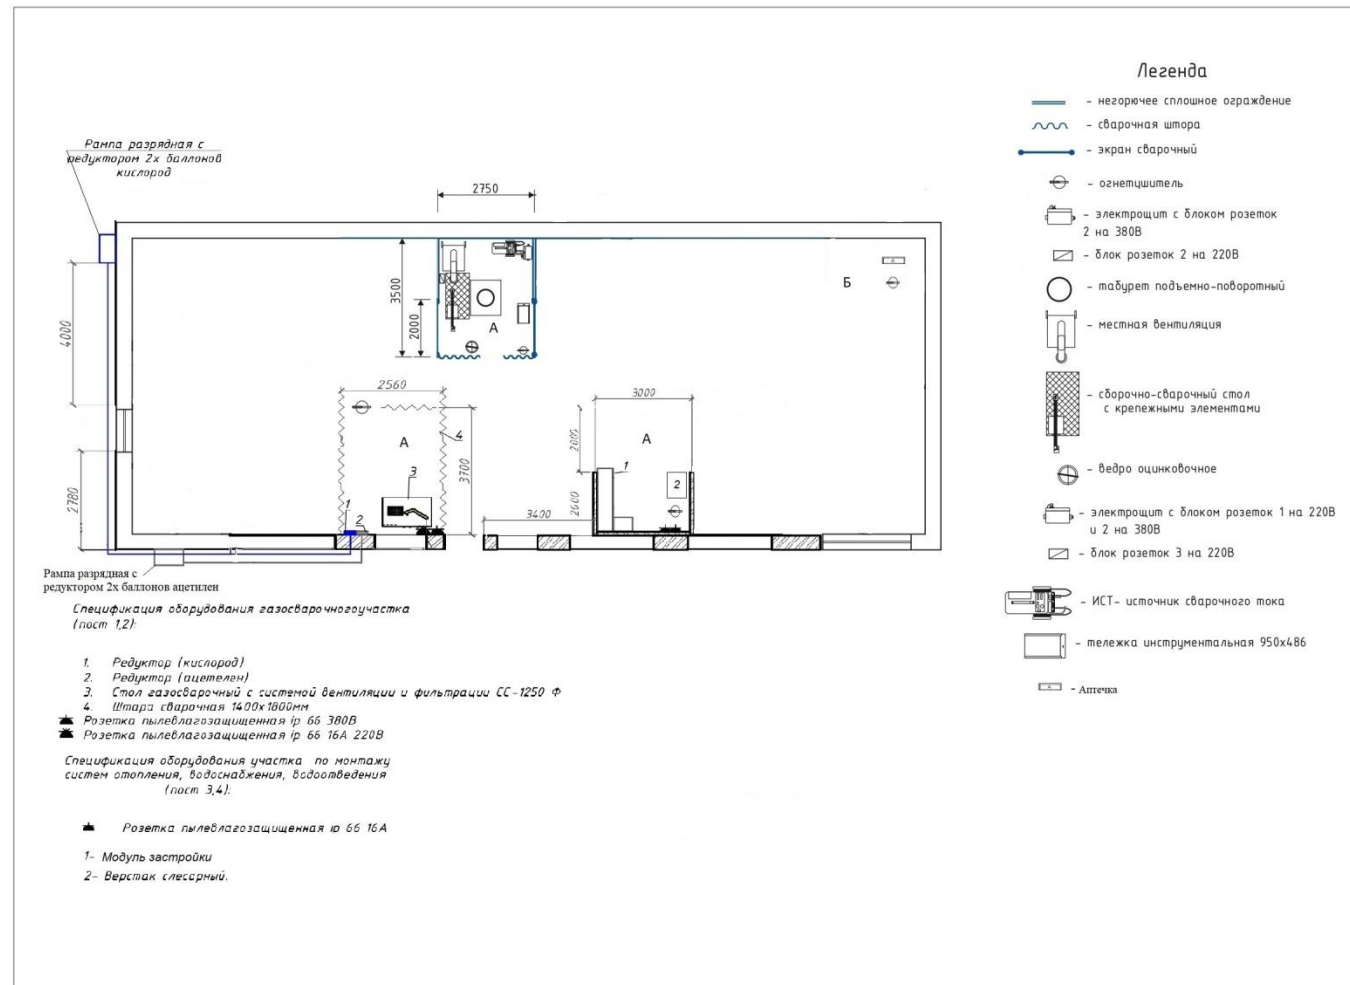 Легенда
- негорючее сплошное ограждение
- сварочная штора
- экран сварочный
- огнетушитель
- электрощит с блоком розеток
2 на 380В
- блок розеток 2 на 220В
- табурет подъемно-поворотный
- местная вентиляция
- сборочно-сварочный стол
с крепежными элементами
- ведро оцинковочное
- электрощит с блоком розеток 1 на 220В
и 2 на 380В
- блок розеток 3 на 220В
- ИСТ- источник сварочного тока
- тележка инструментальная 950х486
- Аптечка
Рампа разрядная с
редуктором 2х баллонов
кислород
2750
3500
2000
А
Б
4000
2780
2560
А
4
3
3700
1
2
3400
3000
2000
2600
А
1
2
Рампа разрядная с
редуктором 2х баллонов ацетилен
Спецификация оборудования газосварочногоучастка
(пост 1,2):
1. Редуктор (кислород)
2. Редуктор (ацетелен)
3. Стол газосварочный с системой вентиляции и фильтрации СС-1250 Ф
4. Штара сварочная 1400х1800мм
Розетка пылевлагозащищенная ip 66 380В
Розетка пылевлагозащищенная ip 66 16А 220В
Спецификация оборудования участка по монтажу
систем отопления, водоснабжения, водоотведения
(пост 3,4):
Розетка пылевлагозащищенная ip 66 16А
1- Модуль застройки
2- Верстак слесарный.